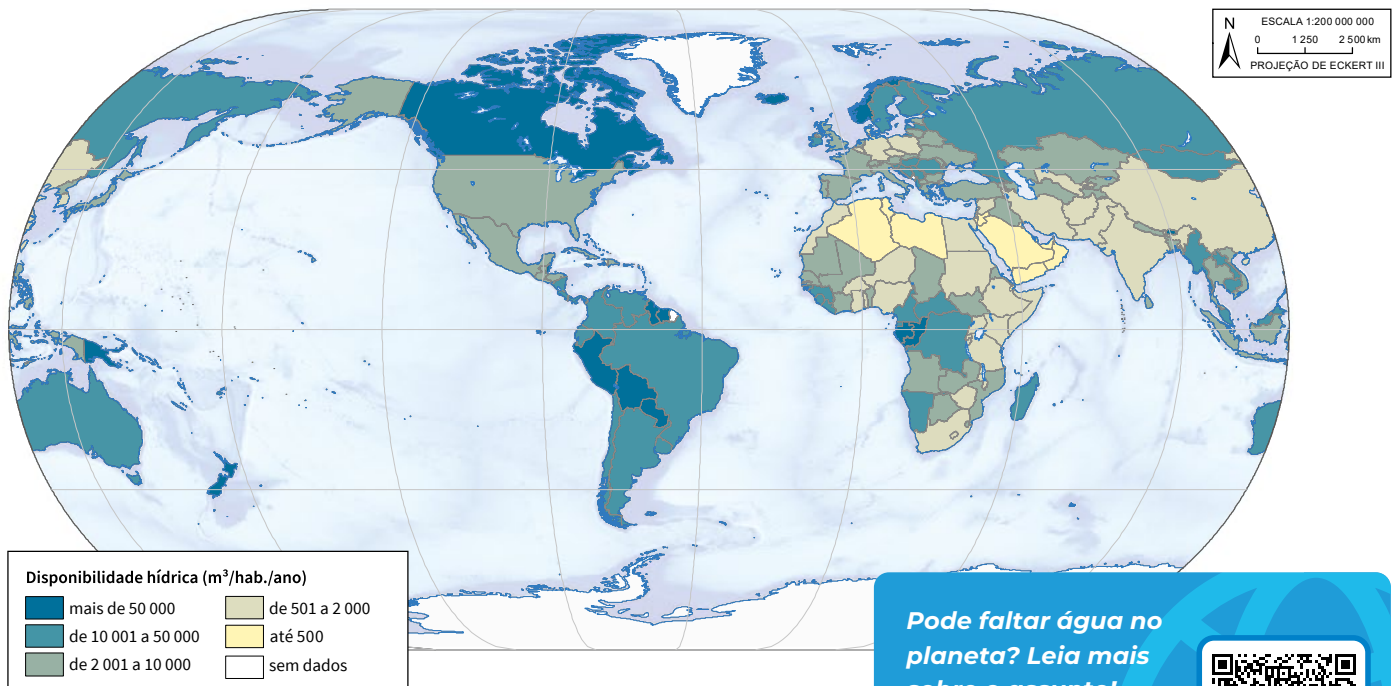 N
ESCALA 1:200 000 000
0 1 250 2 500 km
PROJEÇÃO DE ECKERT III
Disponibilidade hídrica (m³/hab./ano)
mais de 50 000
de 10 001 a 50 000
de 2 001 a 10 000
de 501 a 2 000
até 500
sem dados
Pode faltar água no
planeta? Leia mais
sobre o assunto!